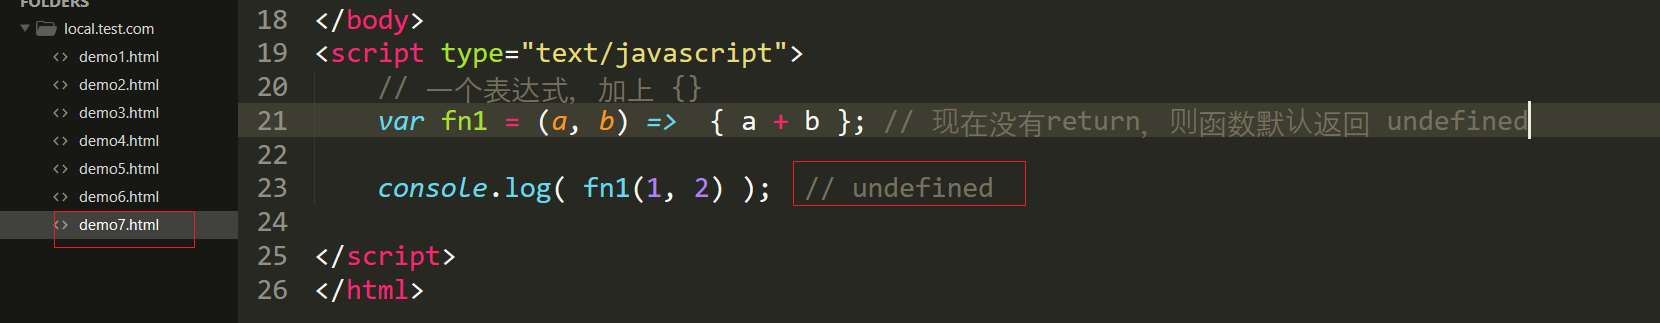 FOLDERS
local.test.com
demo1.html
demo2.html
demo3.html
demo4.html
demo5.html
demo6.html
demo7.html
18 </body>
19 <script type="text/javascript">
20 // 一个表达式，加上 {}
21 var fn1 = (a, b) =>  { a + b }; // 现在没有return，则函数默认返回 undefined
22
23 console.log( fn1(1, 2) );  // undefined
24
25 </script>
26 </html>